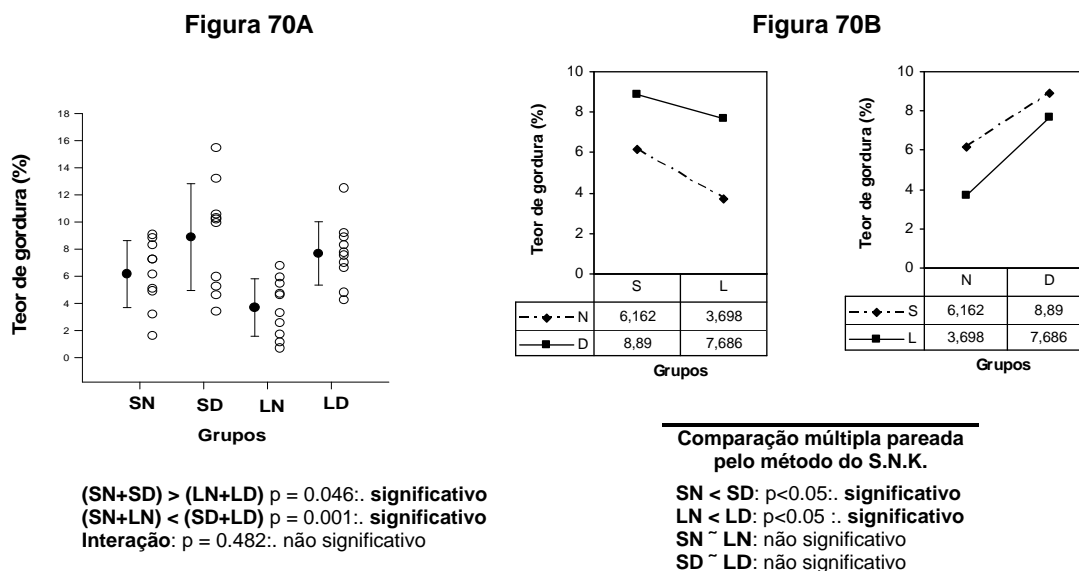 Figura 70A
Teor de gordura (%)
18
16
14
12
10
8
6
4
2
0
SN SD LN LD
Grupos
(SN+SD) > (LN+LD) p = 0.046:. significativo
(SN+LN) < (SD+LD) p = 0.001:. significativo
Interação: p = 0.482:. não significativo
Figura 70B
Teor de gordura (%)
10
8
6
4
2
0
S L
N 6,162 3,698
D 8,89 7,686
Grupos
Teor de gordura (%)
10
8
6
4
2
0
N D
S 6,162 8,89
L 3,698 7,686
Grupos
Comparação múltipla pareada
pelo método do S.N.K.
SN < SD: p<0.05:. significativo
LN < LD: p<0.05 :. significativo
SN ˜ LN: não significativo
SD ˜ LD: não significativo